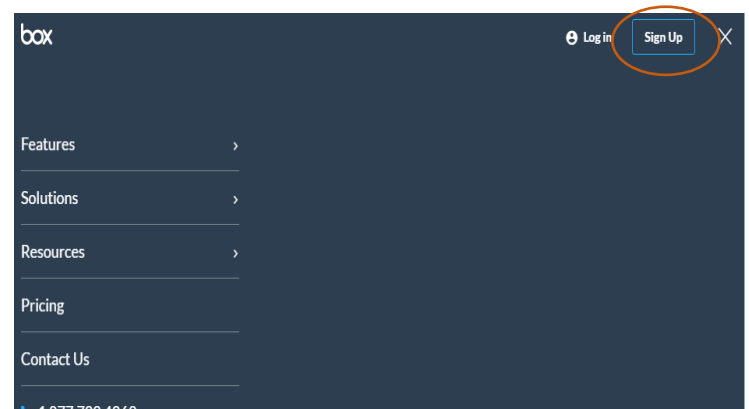 box
Log in
Sign Up
Features
Solutions
Resources
Pricing
Contact Us